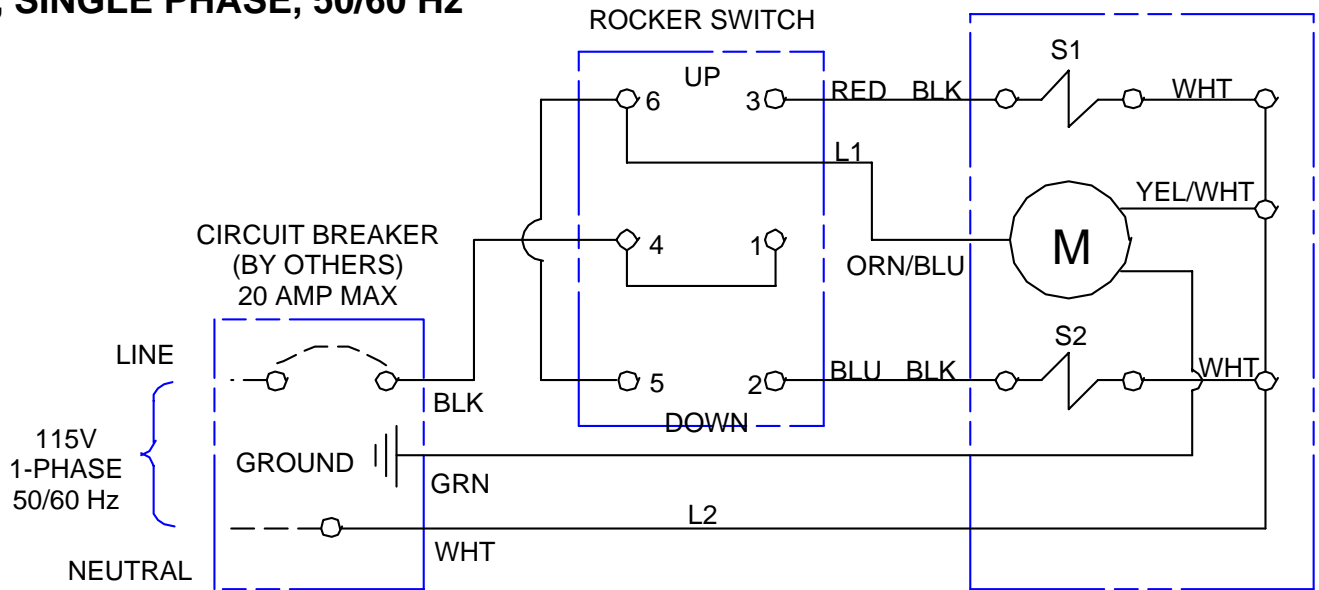 , SINGLE PHASE, 50/60 Hz
ROCKER SWITCH
UP
6
3
RED
BLK
S1
WHT
L1
YEL/WHT
CIRCUIT BREAKER
(BY OTHERS)
20 AMP MAX
4
1
ORN/BLU
M
LINE
S2
5
2
BLU
BLK
WHT
BLK
DOWN
115V
1-PHASE
50/60 Hz
GROUND
GRN
L2
WHT
NEUTRAL